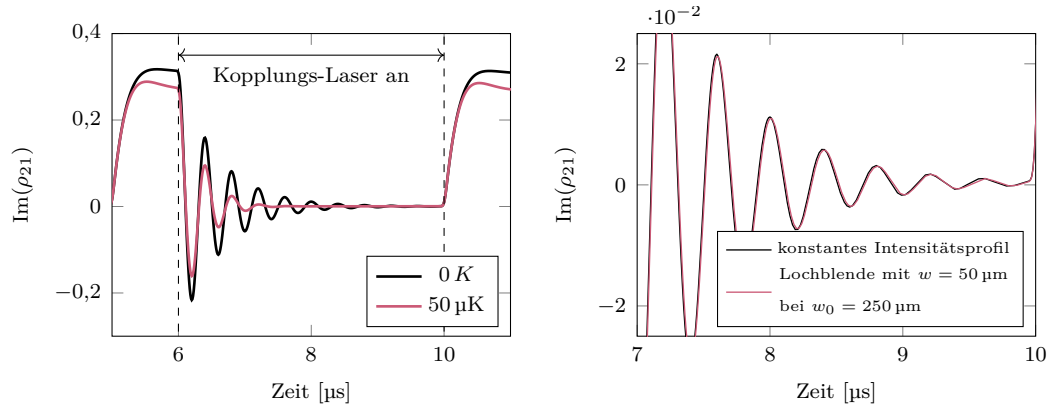 0,4
0,2
0
−0,2
Im(ρ21)
Kopplungs-Laser an
0 K
50 µK
6
8
10
Zeit [µs]
·10−2
2
0
−2
Im(ρ21)
konstantes Intensitätsprofil
Lochblende mit w = 50 µm
bei w0 = 250 µm
7
8
9
10
Zeit [µs]